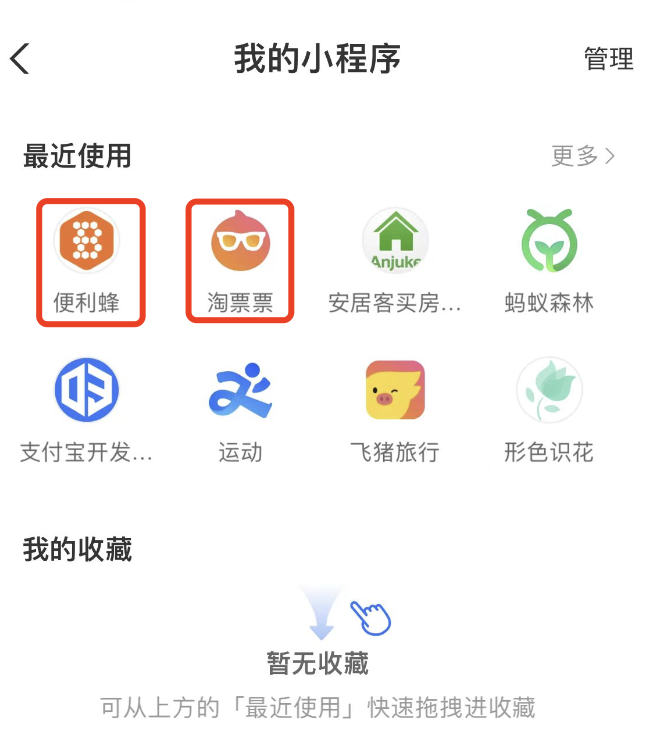 我的小程序 管理
最近使用 更多
Anjuke
便利蜂 淘票票 安居客买房... 蚂蚁森林
支付宝开发... 运动 飞猪旅行 形色识花
我的收藏
暂无收藏
可从上方的「最近使用」快速拖拽进收藏